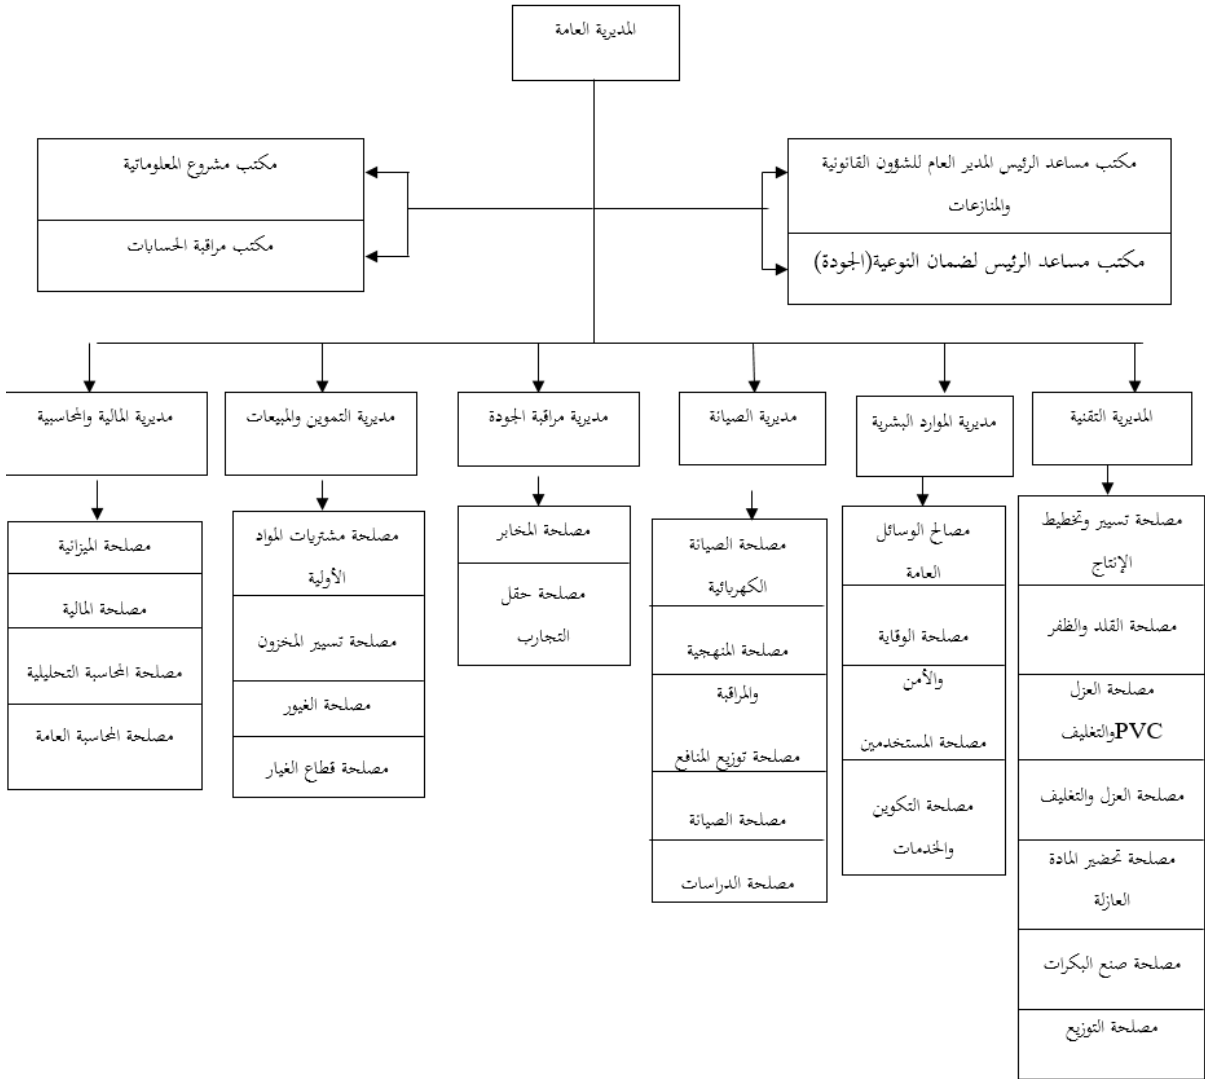 المديرية العامة
مكتب مساعد الرئيس المدير العام للشؤون القانونية
والمنازعات
مكتب مساعد الرئيس لضمان النوعية(الجودة)
مكتب مشروع المعلوماتية
مكتب مراقبة الحسابات
المديرية التقنية
مديرية الموارد البشرية
مديرية الصيانة
مديرية مراقبة الجودة
مديرية التموين والمبيعات
مديرية المالية والمحاسبية
مصلحة تسيير وتخطيط
الإنتاج
مصلحة القلد والظفر
مصلحة العزل
والتغليفPVC
مصلحة العزل والتغليف
مصلحة تحضير المادة
العازلة
مصلحة صنع البكرات
مصلحة التوزيع
مصالح الوسائل
العامة
مصلحة الوقاية
والأمن
مصلحة المستخدمين
مصلحة التكوين
والخدمات
مصلحة الصيانة
الكهربائية
مصلحة المنهجية
والمراقبة
مصلحة توزيع المنافع
مصلحة الصيانة
مصلحة الدراسات
مصلحة المخابر
مصلحة حقل
التجارب
مصلحة مشتريات المواد
الأولية
مصلحة تسيير المخزون
مصلحة الغيور
مصلحة قطاع الغيار
مصلحة الميزانية
مصلحة المالية
مصلحة المحاسبة التحليلية
مصلحة المحاسبة العامة